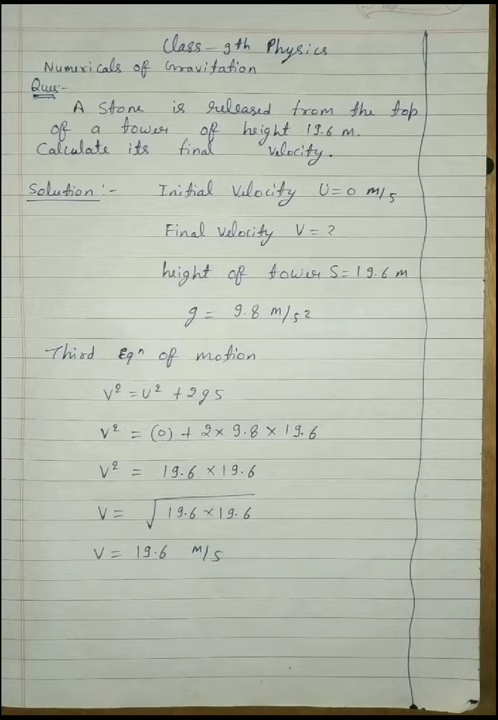 Class - 9th Physics
Numericals of Gravitation
Ques:-
A Stone is released from the top
of a tower of height 19.6 m.
Calculate its final velocity.
Solution :- Initial Velocity U = 0 m/s
Final Velocity V = ?
height of tower S = 19.6 m
g = 9.8 m/s2
Third Eqn of motion
V² = U² + 2gs
V² = (0) + 2 × 9.8 × 19.6
V² = 19.6 × 19.6
V = √19.6 × 19.6
V = 19.6 m/s